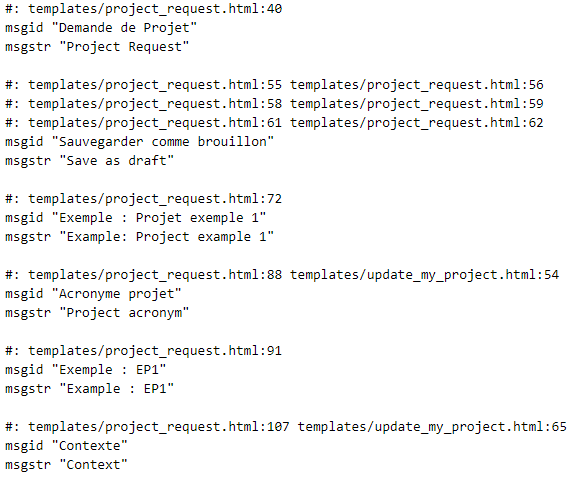 #: templates/project_request.html:40
msgid "Demande de Projet"
msgstr "Project Request"
#: templates/project_request.html:55 templates/project_request.html:56
#: templates/project_request.html:58 templates/project_request.html:59
#: templates/project_request.html:61 templates/project_request.html:62
msgid "Sauvegarder comme brouillon"
msgstr "Save as draft"
#: templates/project_request.html:72
msgid "Exemple : Projet exemple 1"
msgstr "Example: Project example 1"
#: templates/project_request.html:88 templates/update_my_project.html:54
msgid "Acronyme projet"
msgstr "Project acronym"
#: templates/project_request.html:91
msgid "Exemple : EP1"
msgstr "Example : EP1"
#: templates/project_request.html:107 templates/update_my_project.html:65
msgid "Contexte"
msgstr "Context"